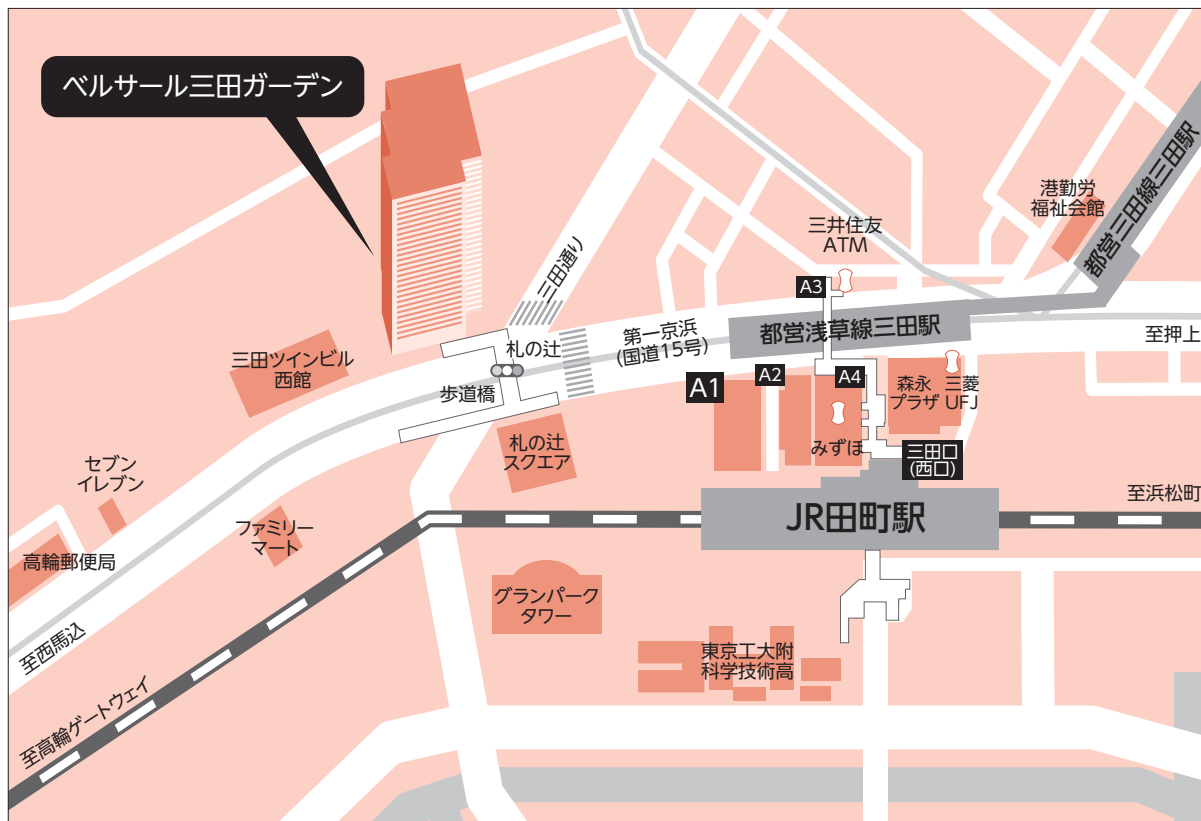 ベルサール三田ガーデン
港勤労
福祉会館
都営三田線三田駅
三井住友
ATM
三田通り
A3
都営浅草線三田駅
第一京浜
(国道15号)
至押上
札の辻
三田ツインビル
西館
歩道橋
A1
A2
A4
森永
プラザ
三菱
UFJ
みずほ
三田口
(西口)
札の辻
スクエア
セブン
イレブン
至浜松町
JR田町駅
ファミリー
マート
高輪郵便局
グランパーク
タワー
至西馬込
東京工大附
科学技術高
至高輪ゲートウェイ